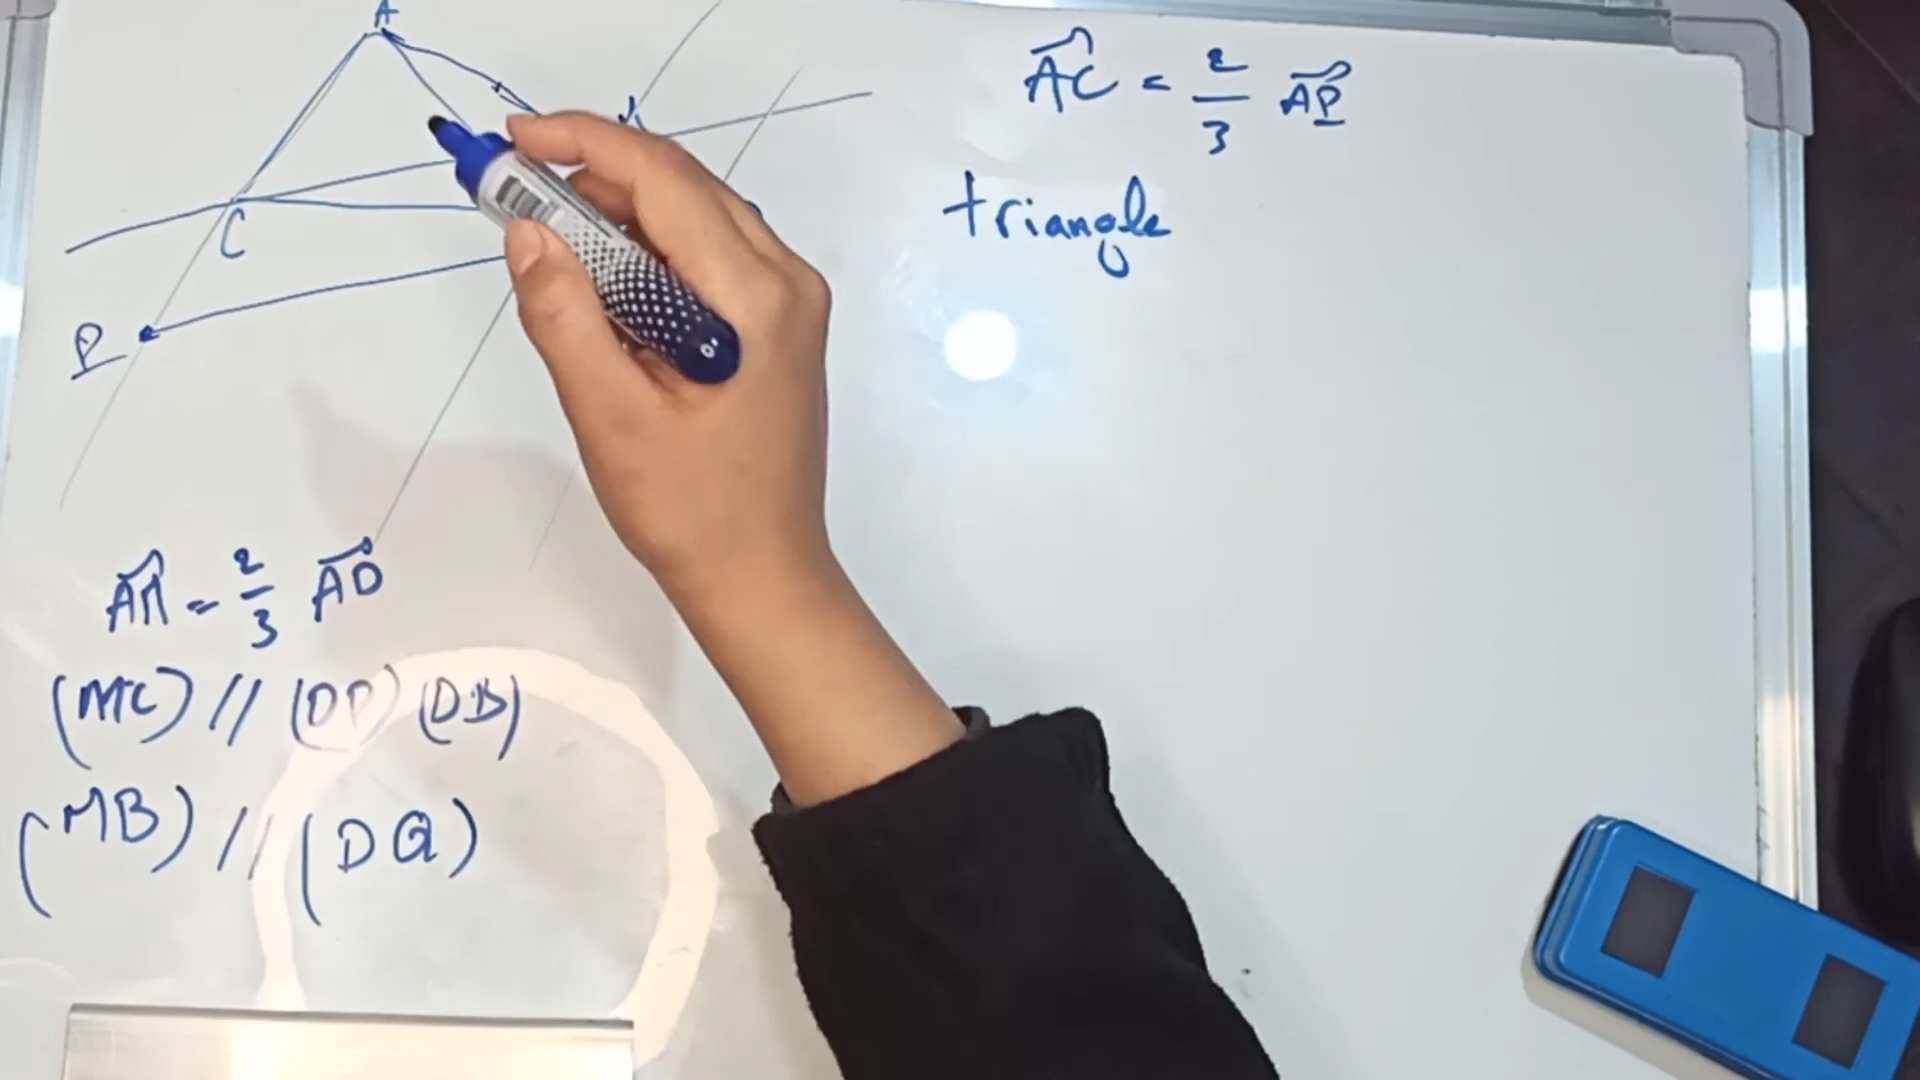 A
C
P
AC = 2/3 AP
triangle
AM = 2/3 AD
(MC) // (DP) (DB)
(MB) // (DQ)